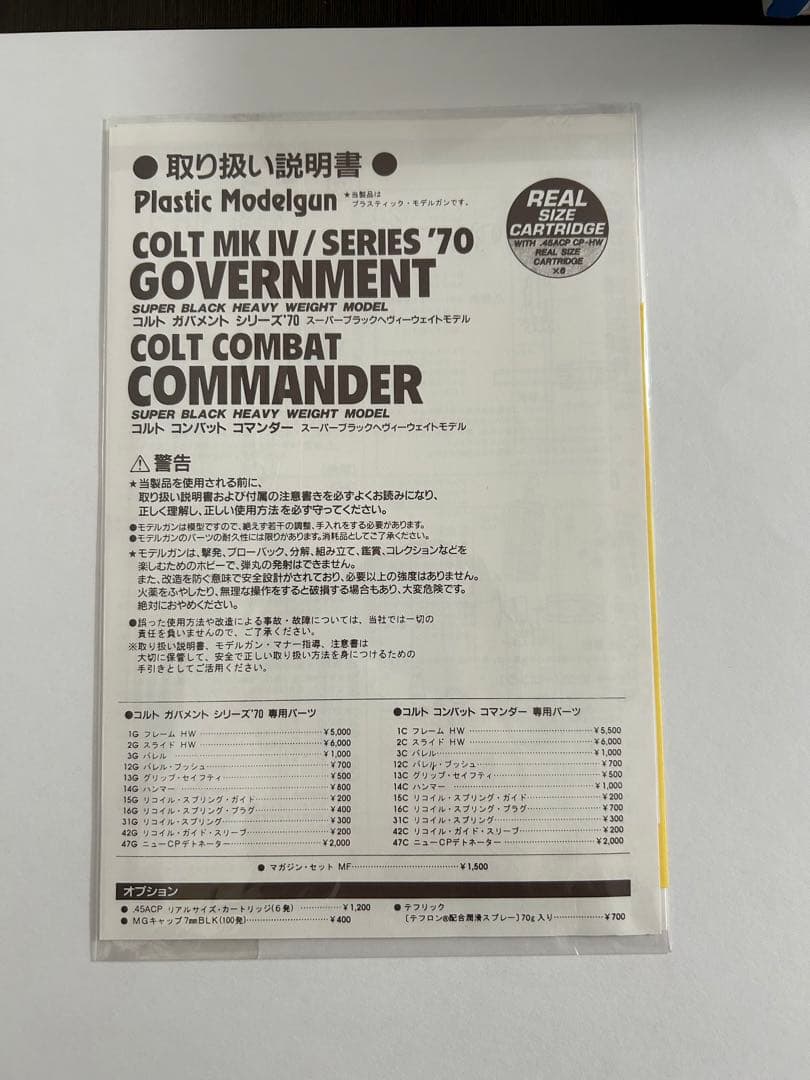 ● 取り扱い説明書 ●
Plastic Modelgun ★当製品は
プラスティック・モデルガンです。
REAL
SIZE
CARTRIDGE
WITH .45ACP CP-HW
REAL SIZE
CARTRIDGE
×6
COLT MK IV / SERIES '70
GOVERNMENT
SUPER BLACK HEAVY WEIGHT MODEL
コルト ガバメント シリーズ'70 スーパーブラックヘヴィーウェイトモデル
COLT COMBAT
COMMANDER
SUPER BLACK HEAVY WEIGHT MODEL
コルト コンバット コマンダー スーパーブラックヘヴィーウェイトモデル
⚠ 警告
★当製品を使用される前に、
取り扱い説明書および付属の注意書きを必ずよくお読みになり、
正しく理解し、正しい使用方法を必ず守ってください。
●モデルガンは模型ですので、絶えず若干の調整、手入れをする必要があります。
●モデルガンのパーツの耐久性には限りがあります。消耗品としてご了承ください。
★モデルガンは、撃発、ブローバック、分解、組み立て、鑑賞、コレクションなどを
楽しむためのホビーで、弾丸の発射はできません。
また、改造を防ぐ意味で安全設計がされており、必要以上の強度はありません。
火薬をふやしたり、無理な操作をすると破損する場合もあり、大変危険です。
絶対におやめください。
●誤った使用方法や改造による事故・故障については、当社では一切の
責任を負いませんので、ご了承ください。
※取り扱い説明書、モデルガン・マナー指導、注意書は
大切に保管して、安全で正しい取り扱い方法を身につけるための
手引きとしてご活用ください。
●コルト ガバメント シリーズ'70 専用パーツ
1G フレーム HW ¥5,000
2G スライド HW ¥6,000
3G バレル ¥1,000
12G バレル・ブッシュ ¥700
13G グリップ・セイフティ ¥500
14G ハンマー ¥800
15G リコイル・スプリング・ガイド ¥200
16G リコイル・スプリング・プラグ ¥400
31G リコイル・スプリング ¥300
42G リコイル・ガイド・スリーブ ¥200
47G ニューCPデトネーター ¥2,000
●コルト コンバット コマンダー 専用パーツ
1C フレーム HW ¥5,500
2C スライド HW ¥6,000
3C バレル ¥1,000
12C バレル・ブッシュ ¥700
13C グリップ・セイフティ ¥500
14C ハンマー ¥1,000
15C リコイル・スプリング・ガイド ¥200
16C リコイル・スプリング・プラグ ¥700
31C リコイル・スプリング ¥300
42C リコイル・ガイド・スリーブ ¥200
47C ニューCPデトネーター ¥2,000
● マガジン・セット MF ¥1,500
オプション
● .45ACP リアルサイズ・カートリッジ(6発) ¥1,200
● MGキャップ7mmBLK(100発) ¥400
● テフリック
〔テフロン®配合潤滑スプレー〕70g入り ¥700